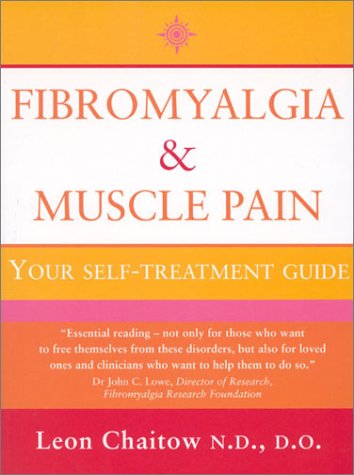 FIBROMYALGIA
&
MUSCLE PAIN
YOUR SELF-TREATMENT GUIDE
“Essential reading – not only for those who want
to free themselves from these disorders, but also for loved
ones and clinicians who want to help them to do so.”
Dr John C. Lowe, Director of Research,
Fibromyalgia Research Foundation
Leon Chaitow N.D., D.O.